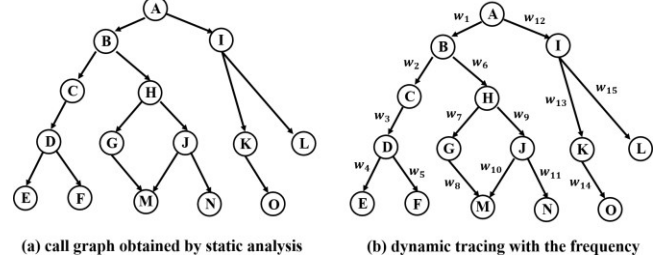 A
B
I
C
H
D
G
J
K
L
E
F
M
N
O
(a) call graph obtained by static analysis
w₁
A
w₁₂
B
I
w₂
w₆
w₁₅
C
H
w₁₃
w₃
w₇
w₉
D
G
J
K
L
w₄
w₅
w₈
w₁₀
w₁₁
w₁₄
E
F
M
N
O
(b) dynamic tracing with the frequency